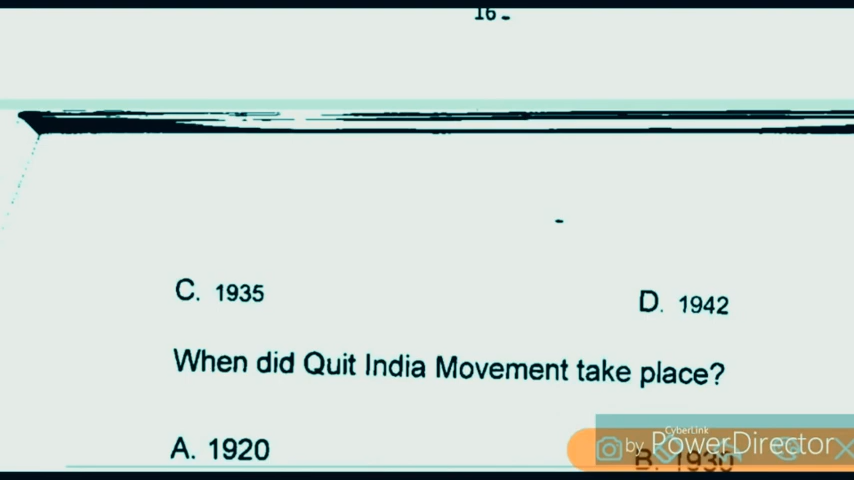 16-
C. 1935
D. 1942
When did Quit India Movement take place?
A. 1920
B. 1930
CyberLink
by PowerDirector